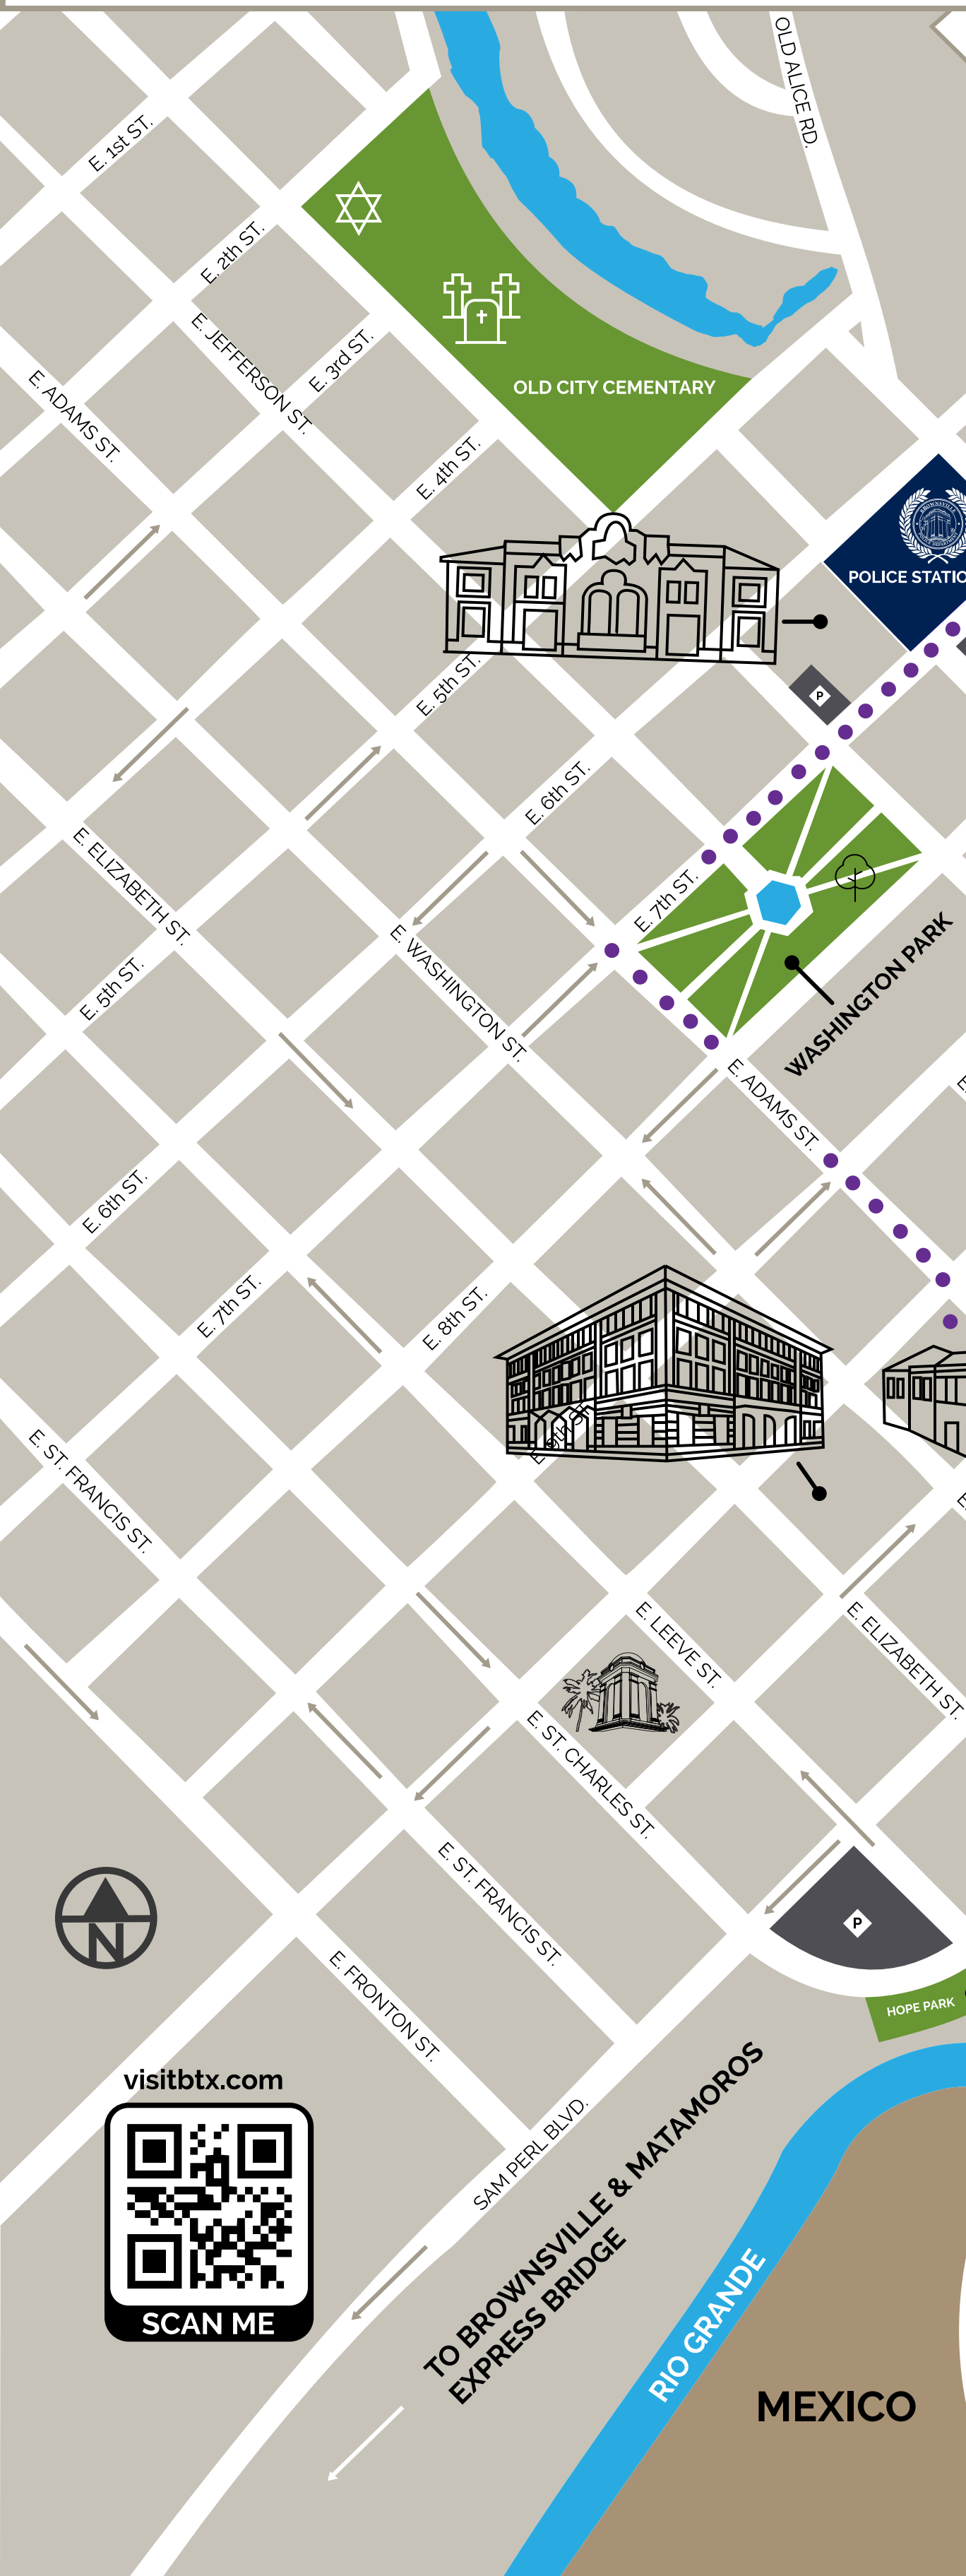 OLD ALICE RD.
E. 1st ST.
E. 2th ST.
E. JEFFERSON ST.
E. 3rd ST.
E. ADAMS ST.
OLD CITY CEMENTARY
E. 4th ST.
POLICE STATIO
E. 5th ST.
P
E. 6th ST.
E. ELIZABETH ST.
E. 7th ST.
E. WASHINGTON ST.
WASHINGTON PARK
E. 5th ST.
E. ADAMS ST.
E. 6th ST.
E. 7th ST.
E. 8th ST.
E. 9th ST.
E. ST. FRANCIS ST.
E. LEEVE ST.
E. ELIZABETH ST.
E. ST. CHARLES ST.
E. ST. FRANCIS ST.
P
N
E. FRONTON ST.
HOPE PARK
visitbtx.com
SCAN ME
SAM PERL BLVD.
TO BROWNSVILLE & MATAMOROS
EXPRESS BRIDGE
RIO GRANDE
MEXICO